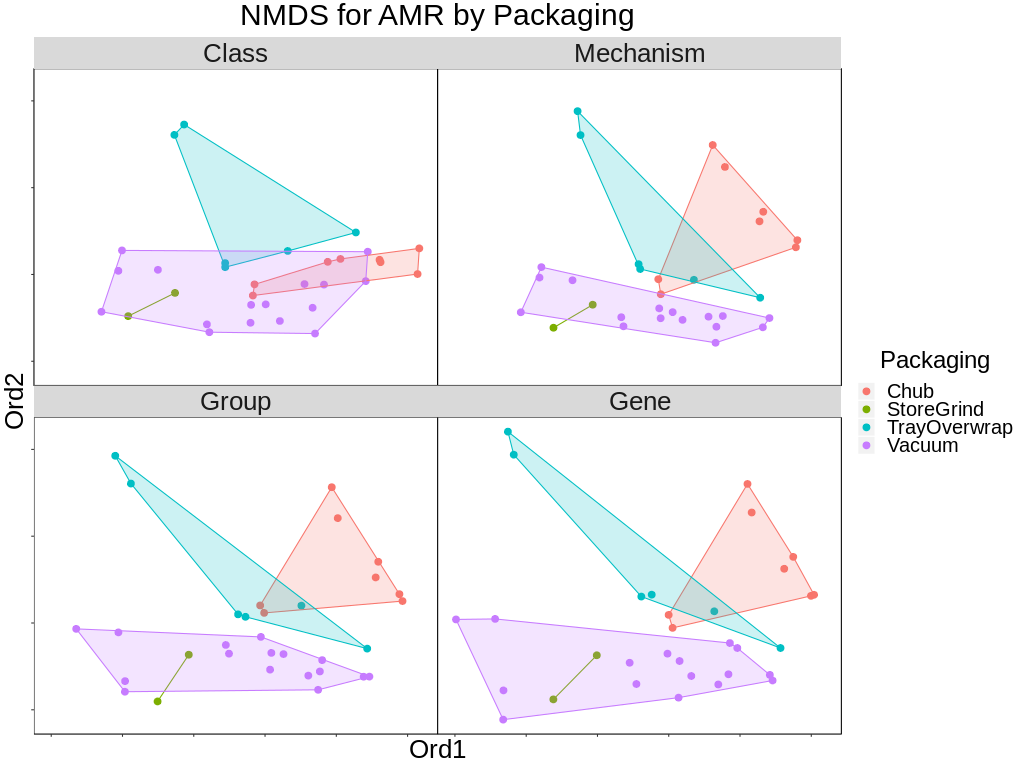 NMDS for AMR by Packaging
Class
Mechanism
Group
Gene
Ord2
Ord1
Packaging
Chub
StoreGrind
TrayOverwrap
Vacuum